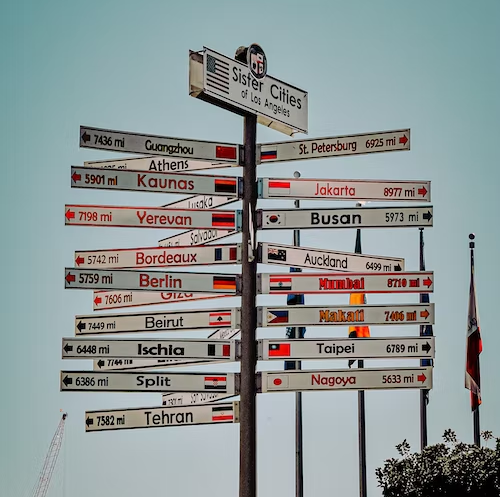 Sister Cities
of Los Angeles
7436 mi Guangzhou
St. Petersburg 6925 mi
Athens
5901 mi Kaunas
Jakarta 8977 mi
Lusaka
7198 mi Yerevan
Busan 5973 mi
Salvador
5742 mi Bordeaux
Auckland 6499 mi
5759 mi Berlin
Mumbai 8719 mi
7606 mi Giza
Makati 7406 mi
7449 mi Beirut
6448 mi Ischia
Taipei 6789 mi
7744 mi
6386 mi Split
Nagoya 5633 mi
7582 mi Tehran